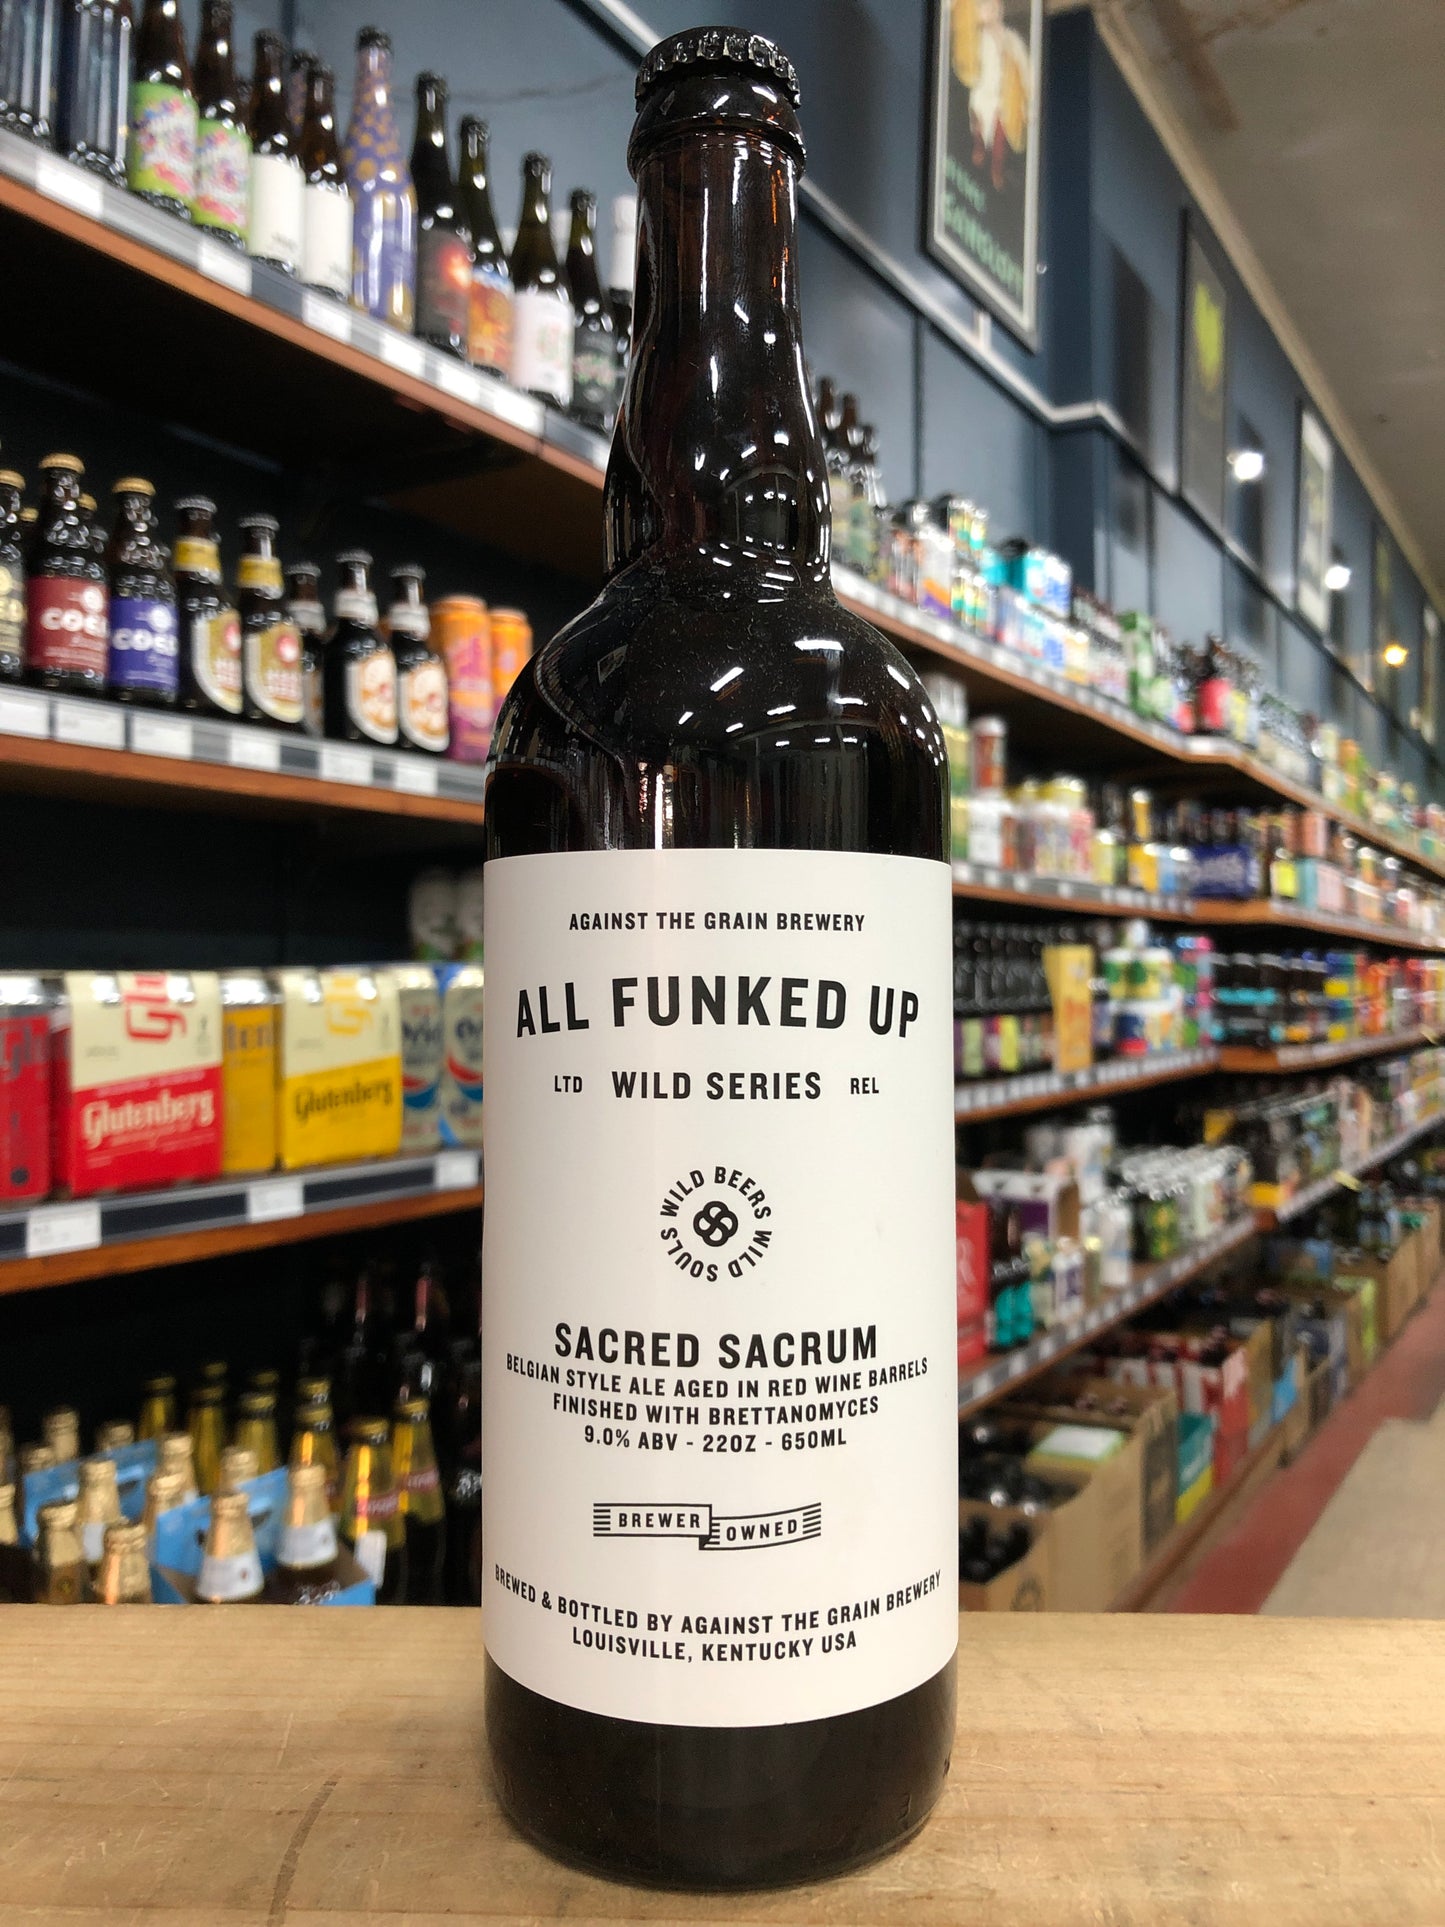 AGAINST THE GRAIN BREWERY
ALL FUNKED UP
LTD WILD SERIES REL
WILD BEERS WILD SOULS
SACRED SACRUM
BELGIAN STYLE ALE AGED IN RED WINE BARRELS
FINISHED WITH BRETTANOMYCES
9.0% ABV - 22OZ - 650ML
BREWER OWNED
BREWED & BOTTLED BY AGAINST THE GRAIN BREWERY
LOUISVILLE, KENTUCKY USA
Glutenberg
Glutenberg